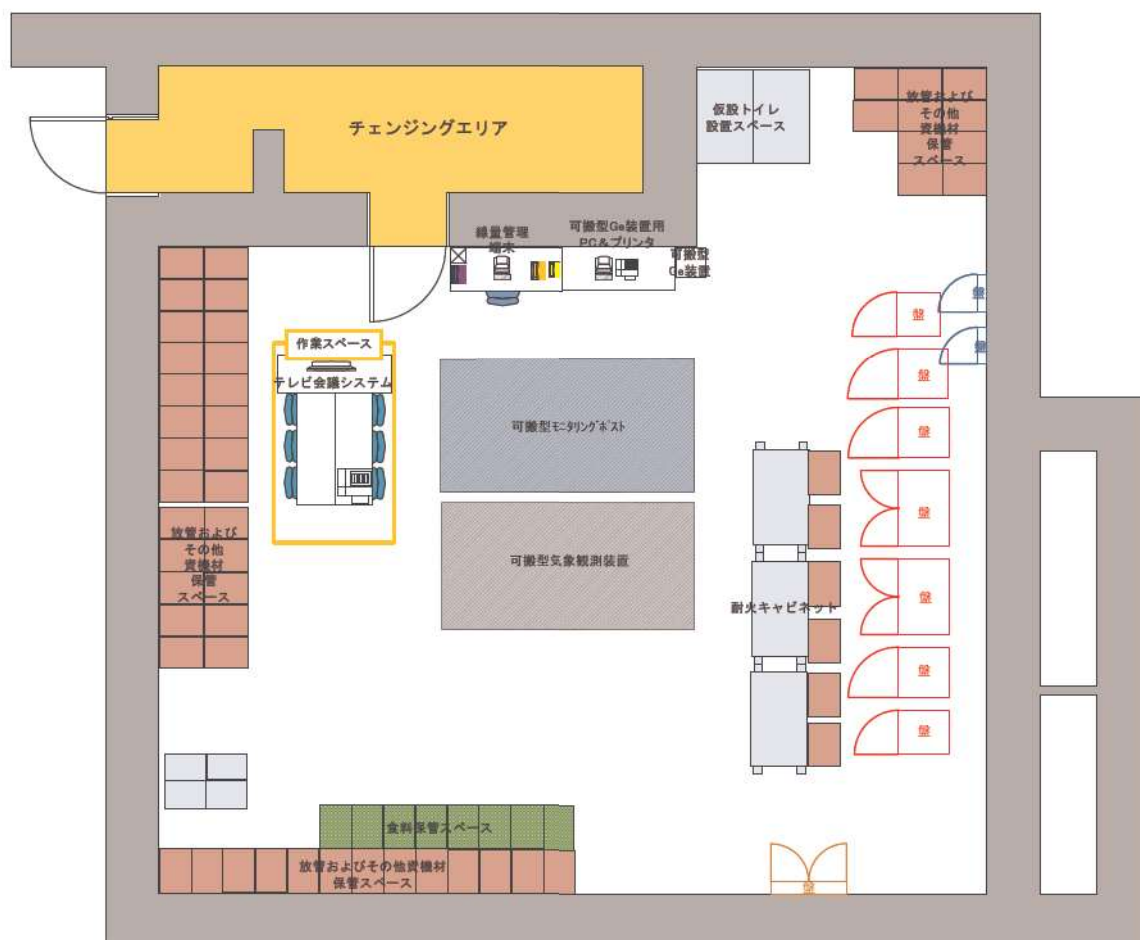 チェンジングエリア
仮設トイレ
設置スペース
放管および
その他
資機材
保管
スペース
線量管理
端末
可搬型Ge装置用
PC&プリンタ
可搬型
Ge装置
盤
盤
盤
盤
盤
盤
盤
盤
盤
作業スペース
テレビ会議システム
可搬型モニタリングポスト
可搬型気象観測装置
放管および
その他
資機材
保管
スペース
耐火キャビネット
食料保管スペース
放管およびその他資機材
保管スペース
盤